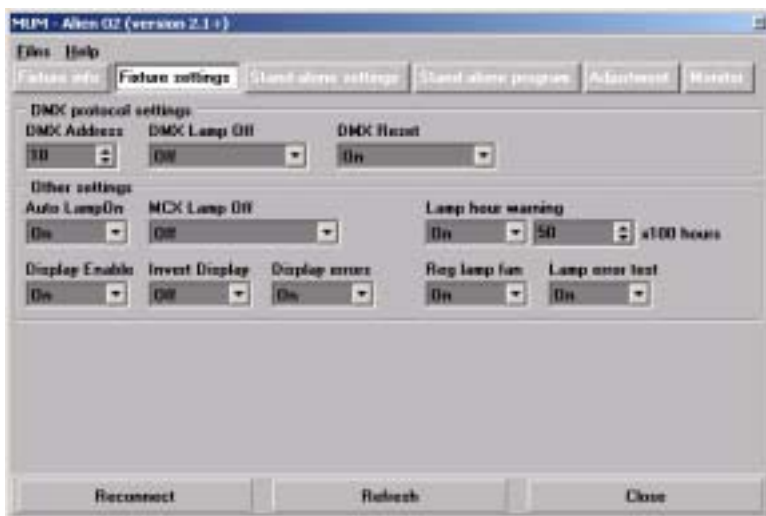 MUM - Alien 02 (version 2.1+)
Files Help
Fixture info Fixture settings Stand alone settings Stand alone program Adjustment Monitor
DMX protocol settings
DMX Address DMX Lamp Off DMX Reset
10 Off On
Other settings
Auto LampOn MCX Lamp Off Lamp hour warning
On Off On 50 x100 hours
Display Enable Invert Display Display errors Reg lamp fan Lamp error test
On Off On On On
Reconnect Refresh Close